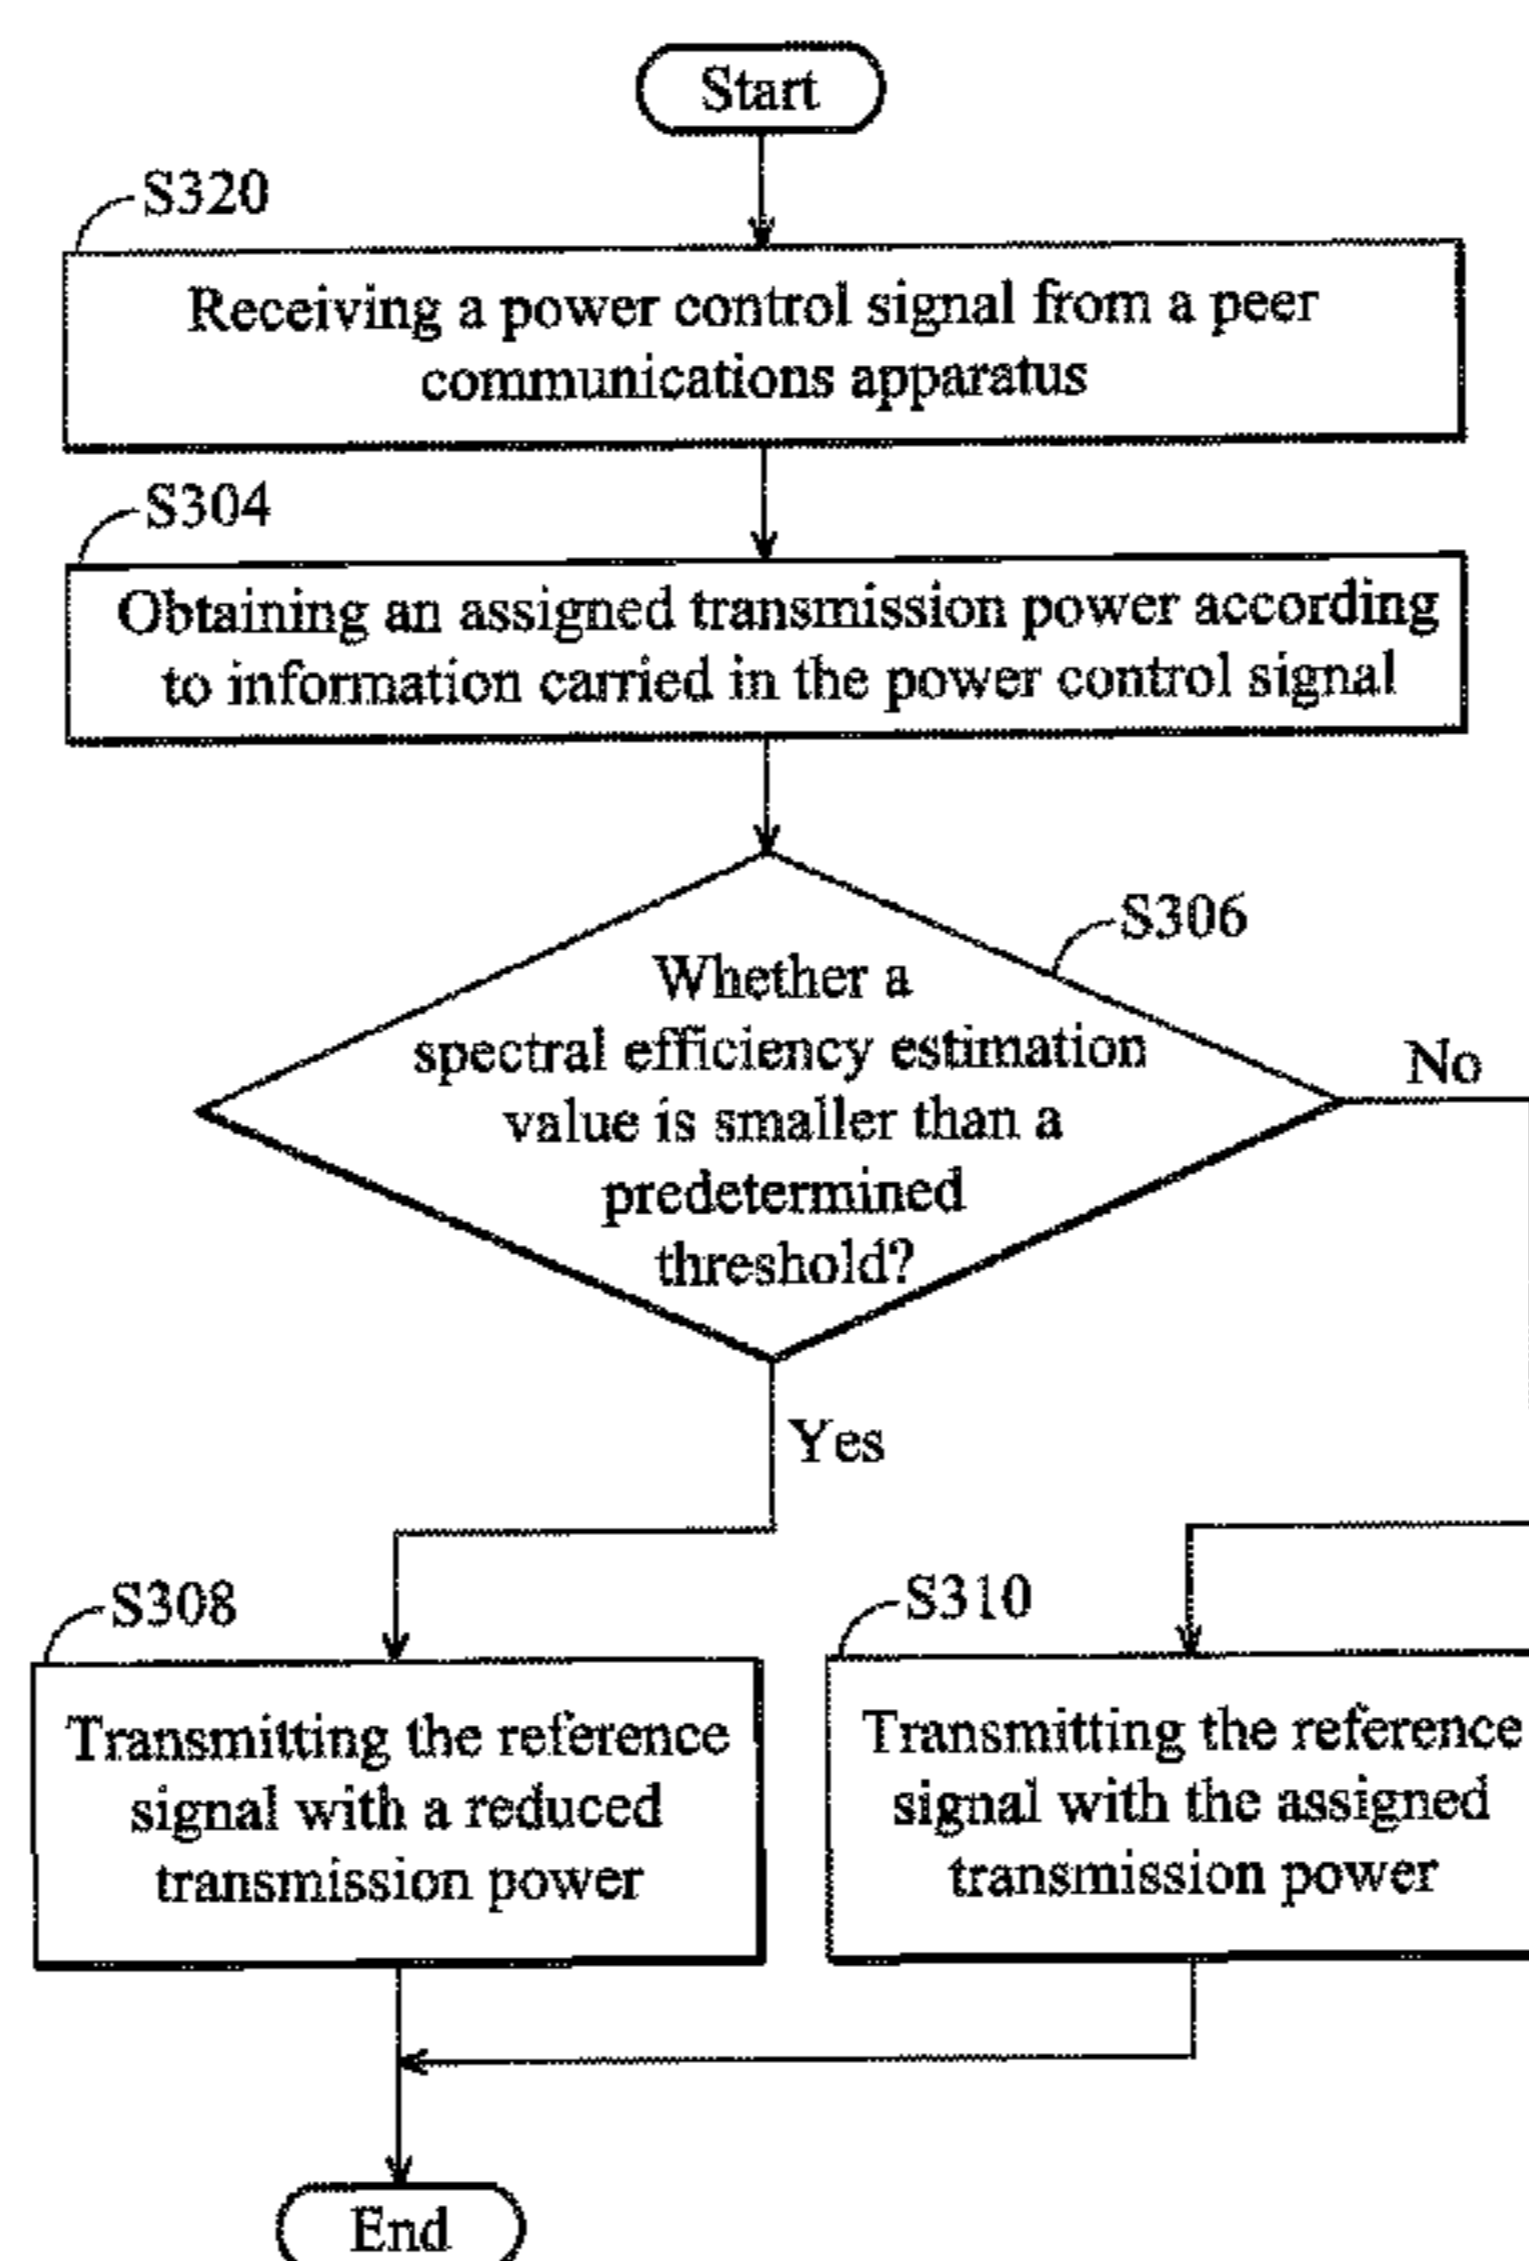 Start
S320
Receiving a power control signal from a peer
communications apparatus
S304
Obtaining an assigned transmission power according
to information carried in the power control signal
S306
Whether a
spectral efficiency estimation
value is smaller than a
predetermined
threshold?
No
Yes
S308
Transmitting the reference
signal with a reduced
transmission power
S310
Transmitting the reference
signal with the assigned
transmission power
End